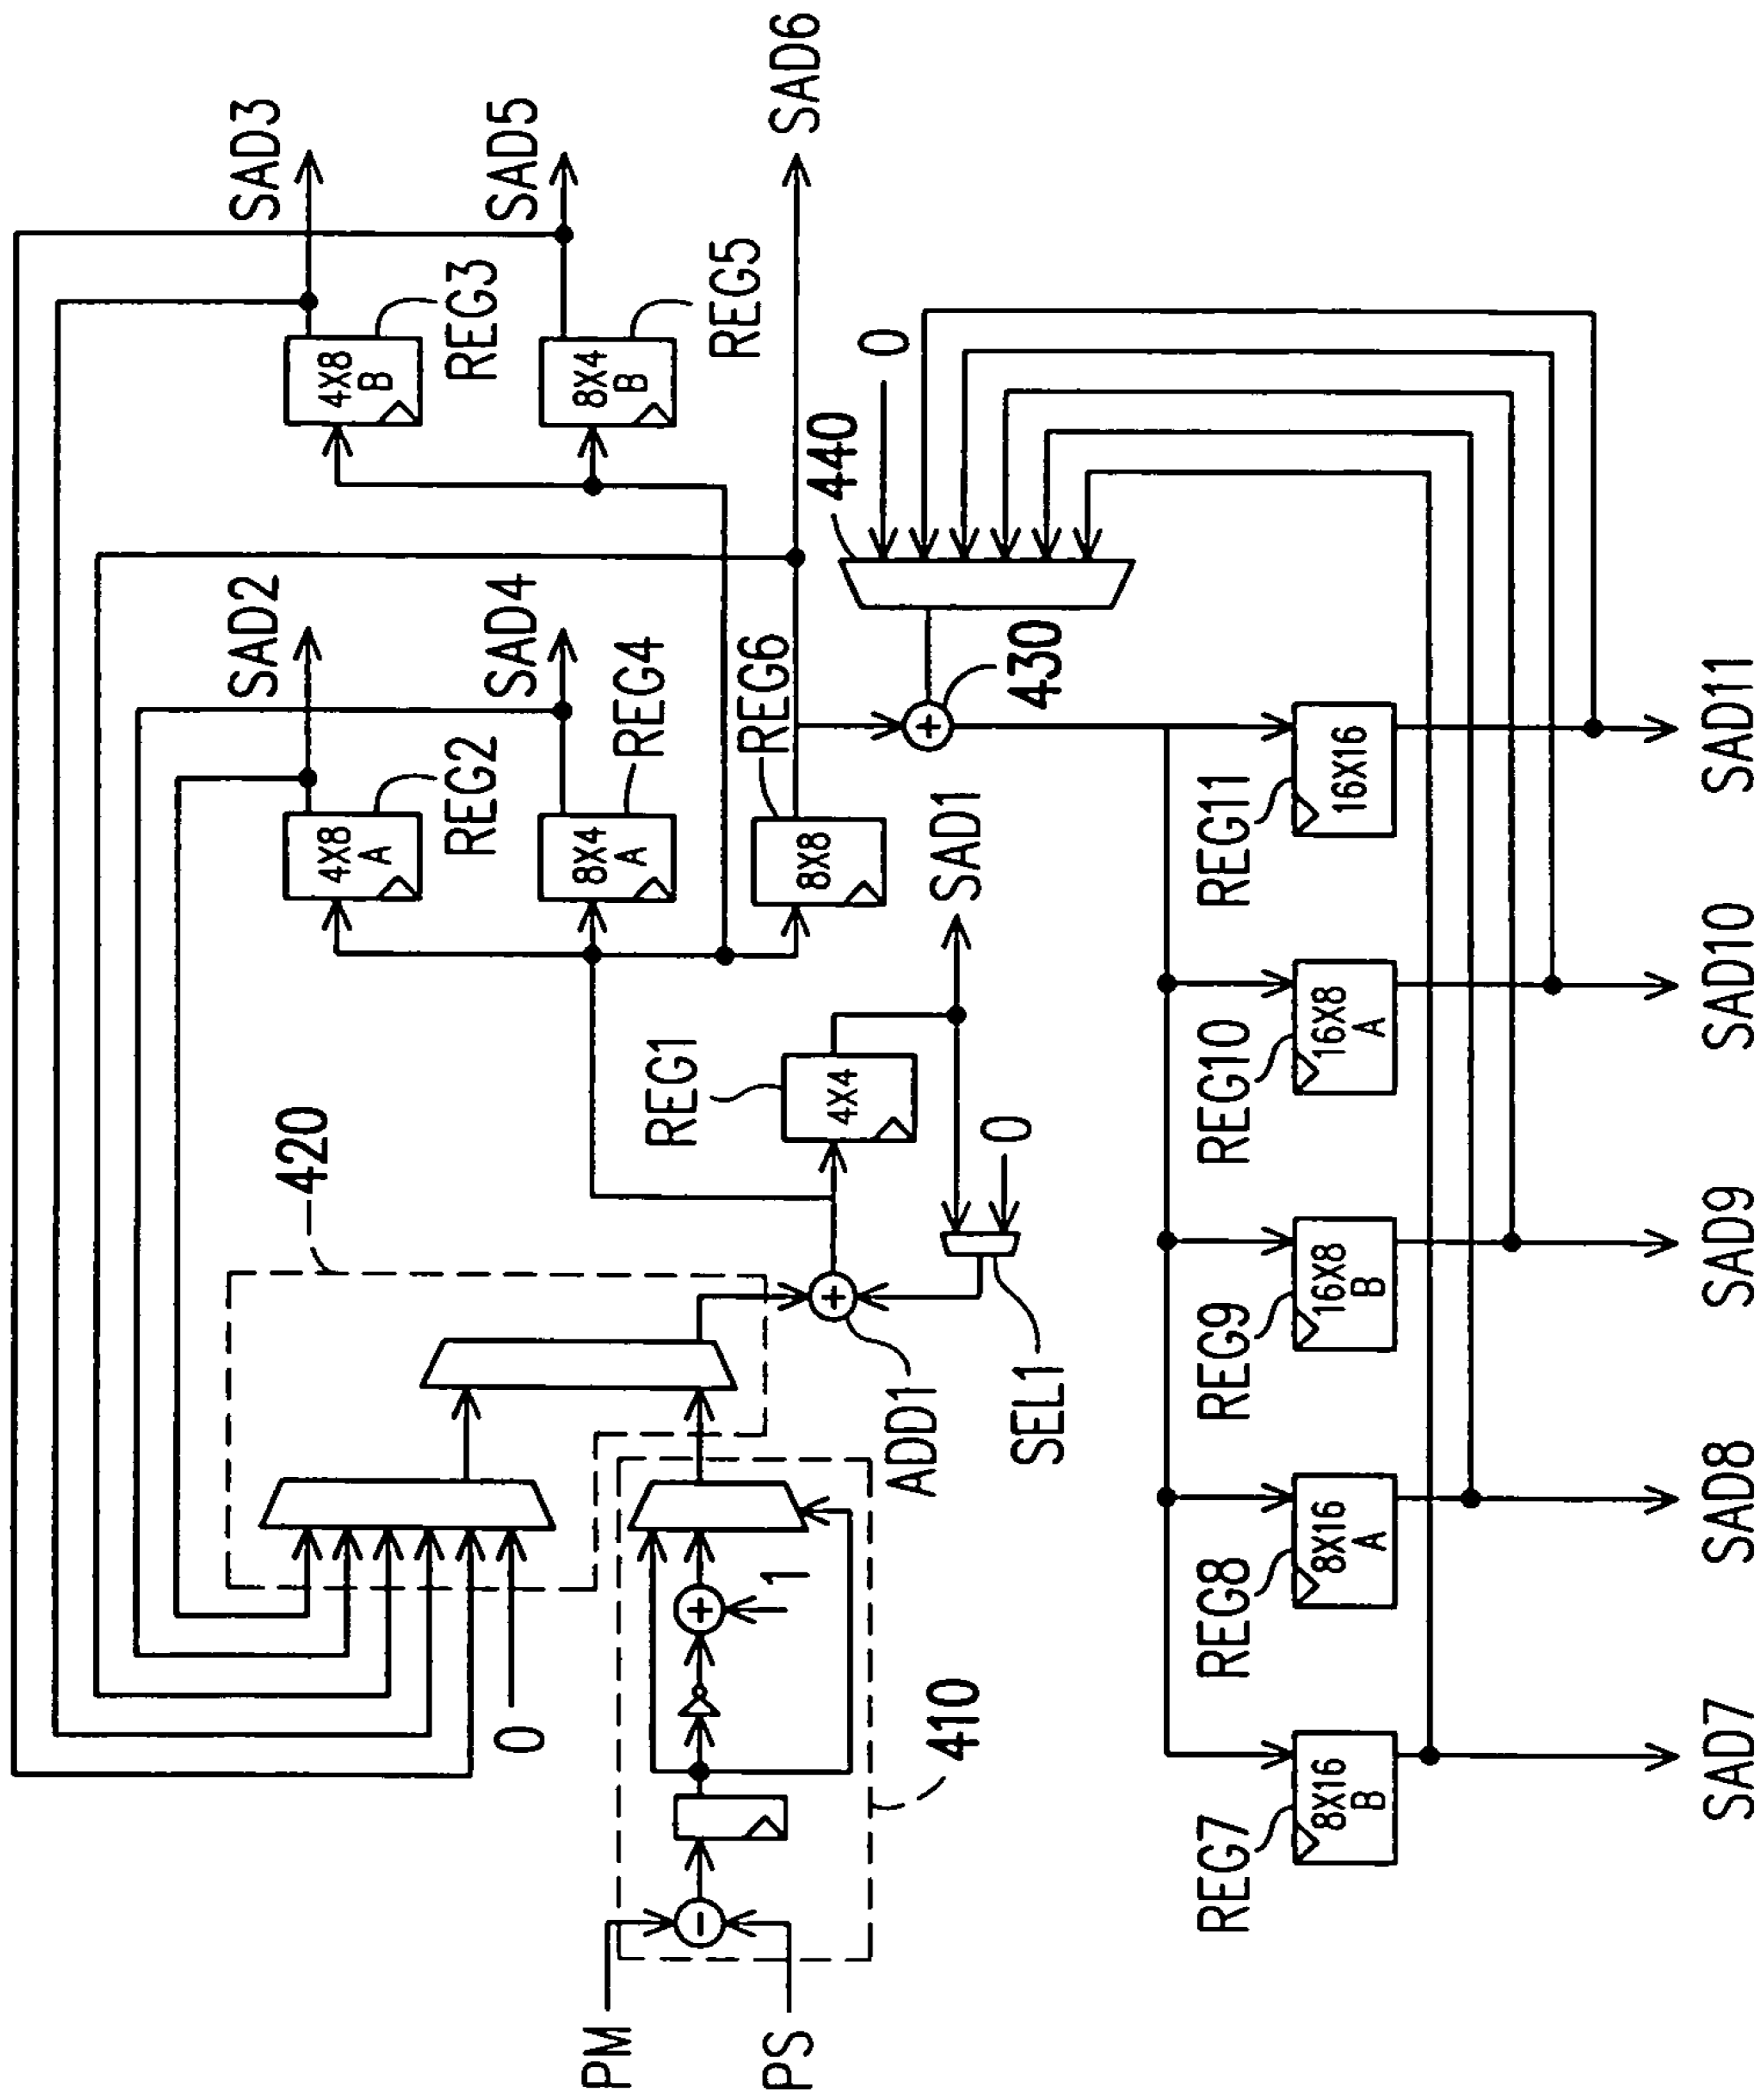 SAD3
SAD5
SAD6
4X8
B
REG3
8X4
B
REG5
SAD2
SAD4
4X8
A
REG2
8X4
A
REG4
8X8
REG6
0
440
430
420
REG1
4X4
SAD1
0
SEL1
ADD1
0
1
410
PM
PS
REG11
16X16
SAD11
REG10
16X8
A
SAD10
REG9
16X8
B
SAD9
REG8
8X16
A
SAD8
REG7
8X16
B
SAD7